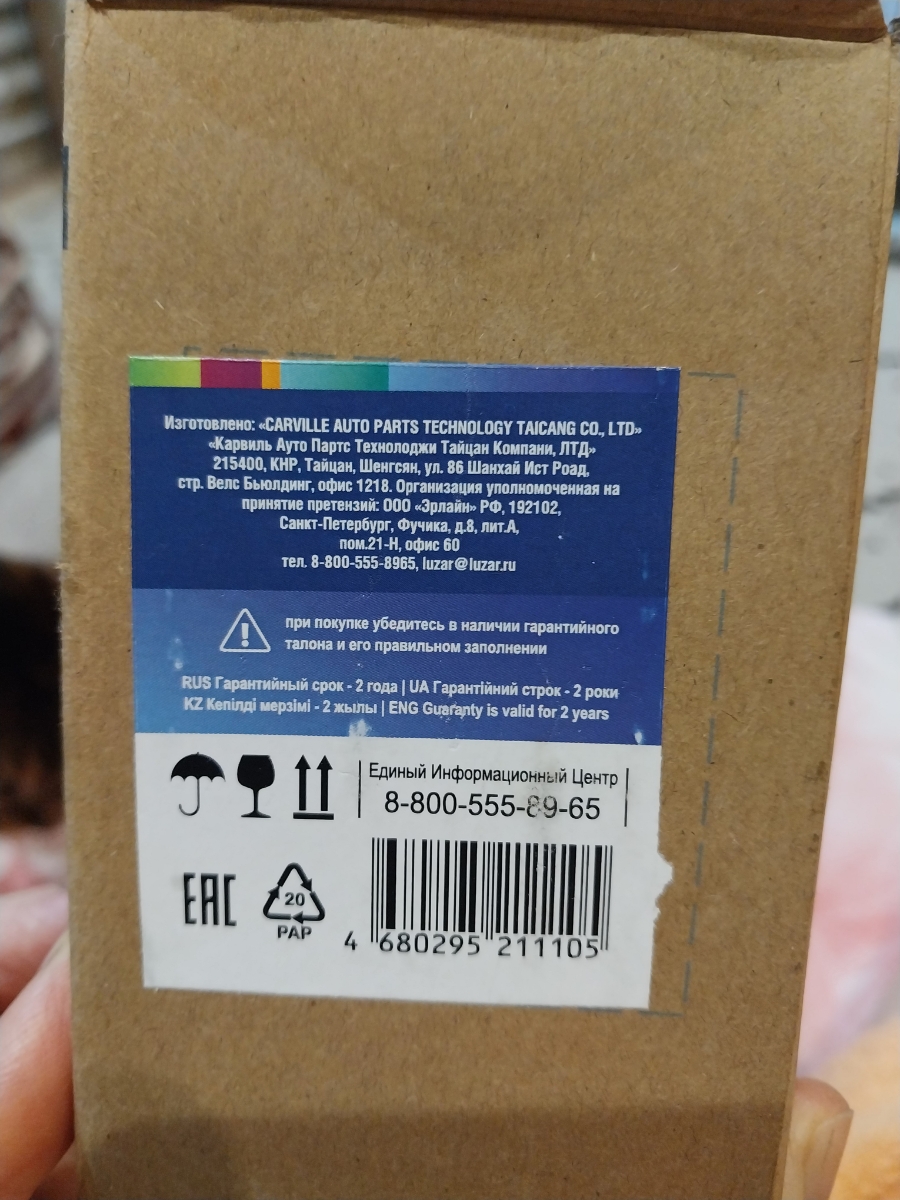 Изготовлено: «CARVILLE AUTO PARTS TECHNOLOGY TAICANG CO., LTD»
«Карвиль Ауто Партс Технолоджи Тайцан Компани, ЛТД»
215400, КНР, Тайцан, Шенгсян, ул. 86 Шанхай Ист Роад,
стр. Велс Бьюлдинг, офис 1218. Организация уполномоченная на
принятие претензий: ООО «Эрлайн» РФ, 192102,
Санкт-Петербург, Фучика, д.8, лит.А,
пом.21-Н, офис 60
тел. 8-800-555-8965, luzar@luzar.ru
при покупке убедитесь в наличии гарантийного
талона и его правильном заполнении
RUS Гарантийный срок - 2 года | UA Гарантійний строк - 2 роки
KZ Кепілді мерзімі - 2 жылы | ENG Guaranty is valid for 2 years
Единый Информационный Центр
8-800-555-89-65
EAC
20
PAP
4 680295 211105